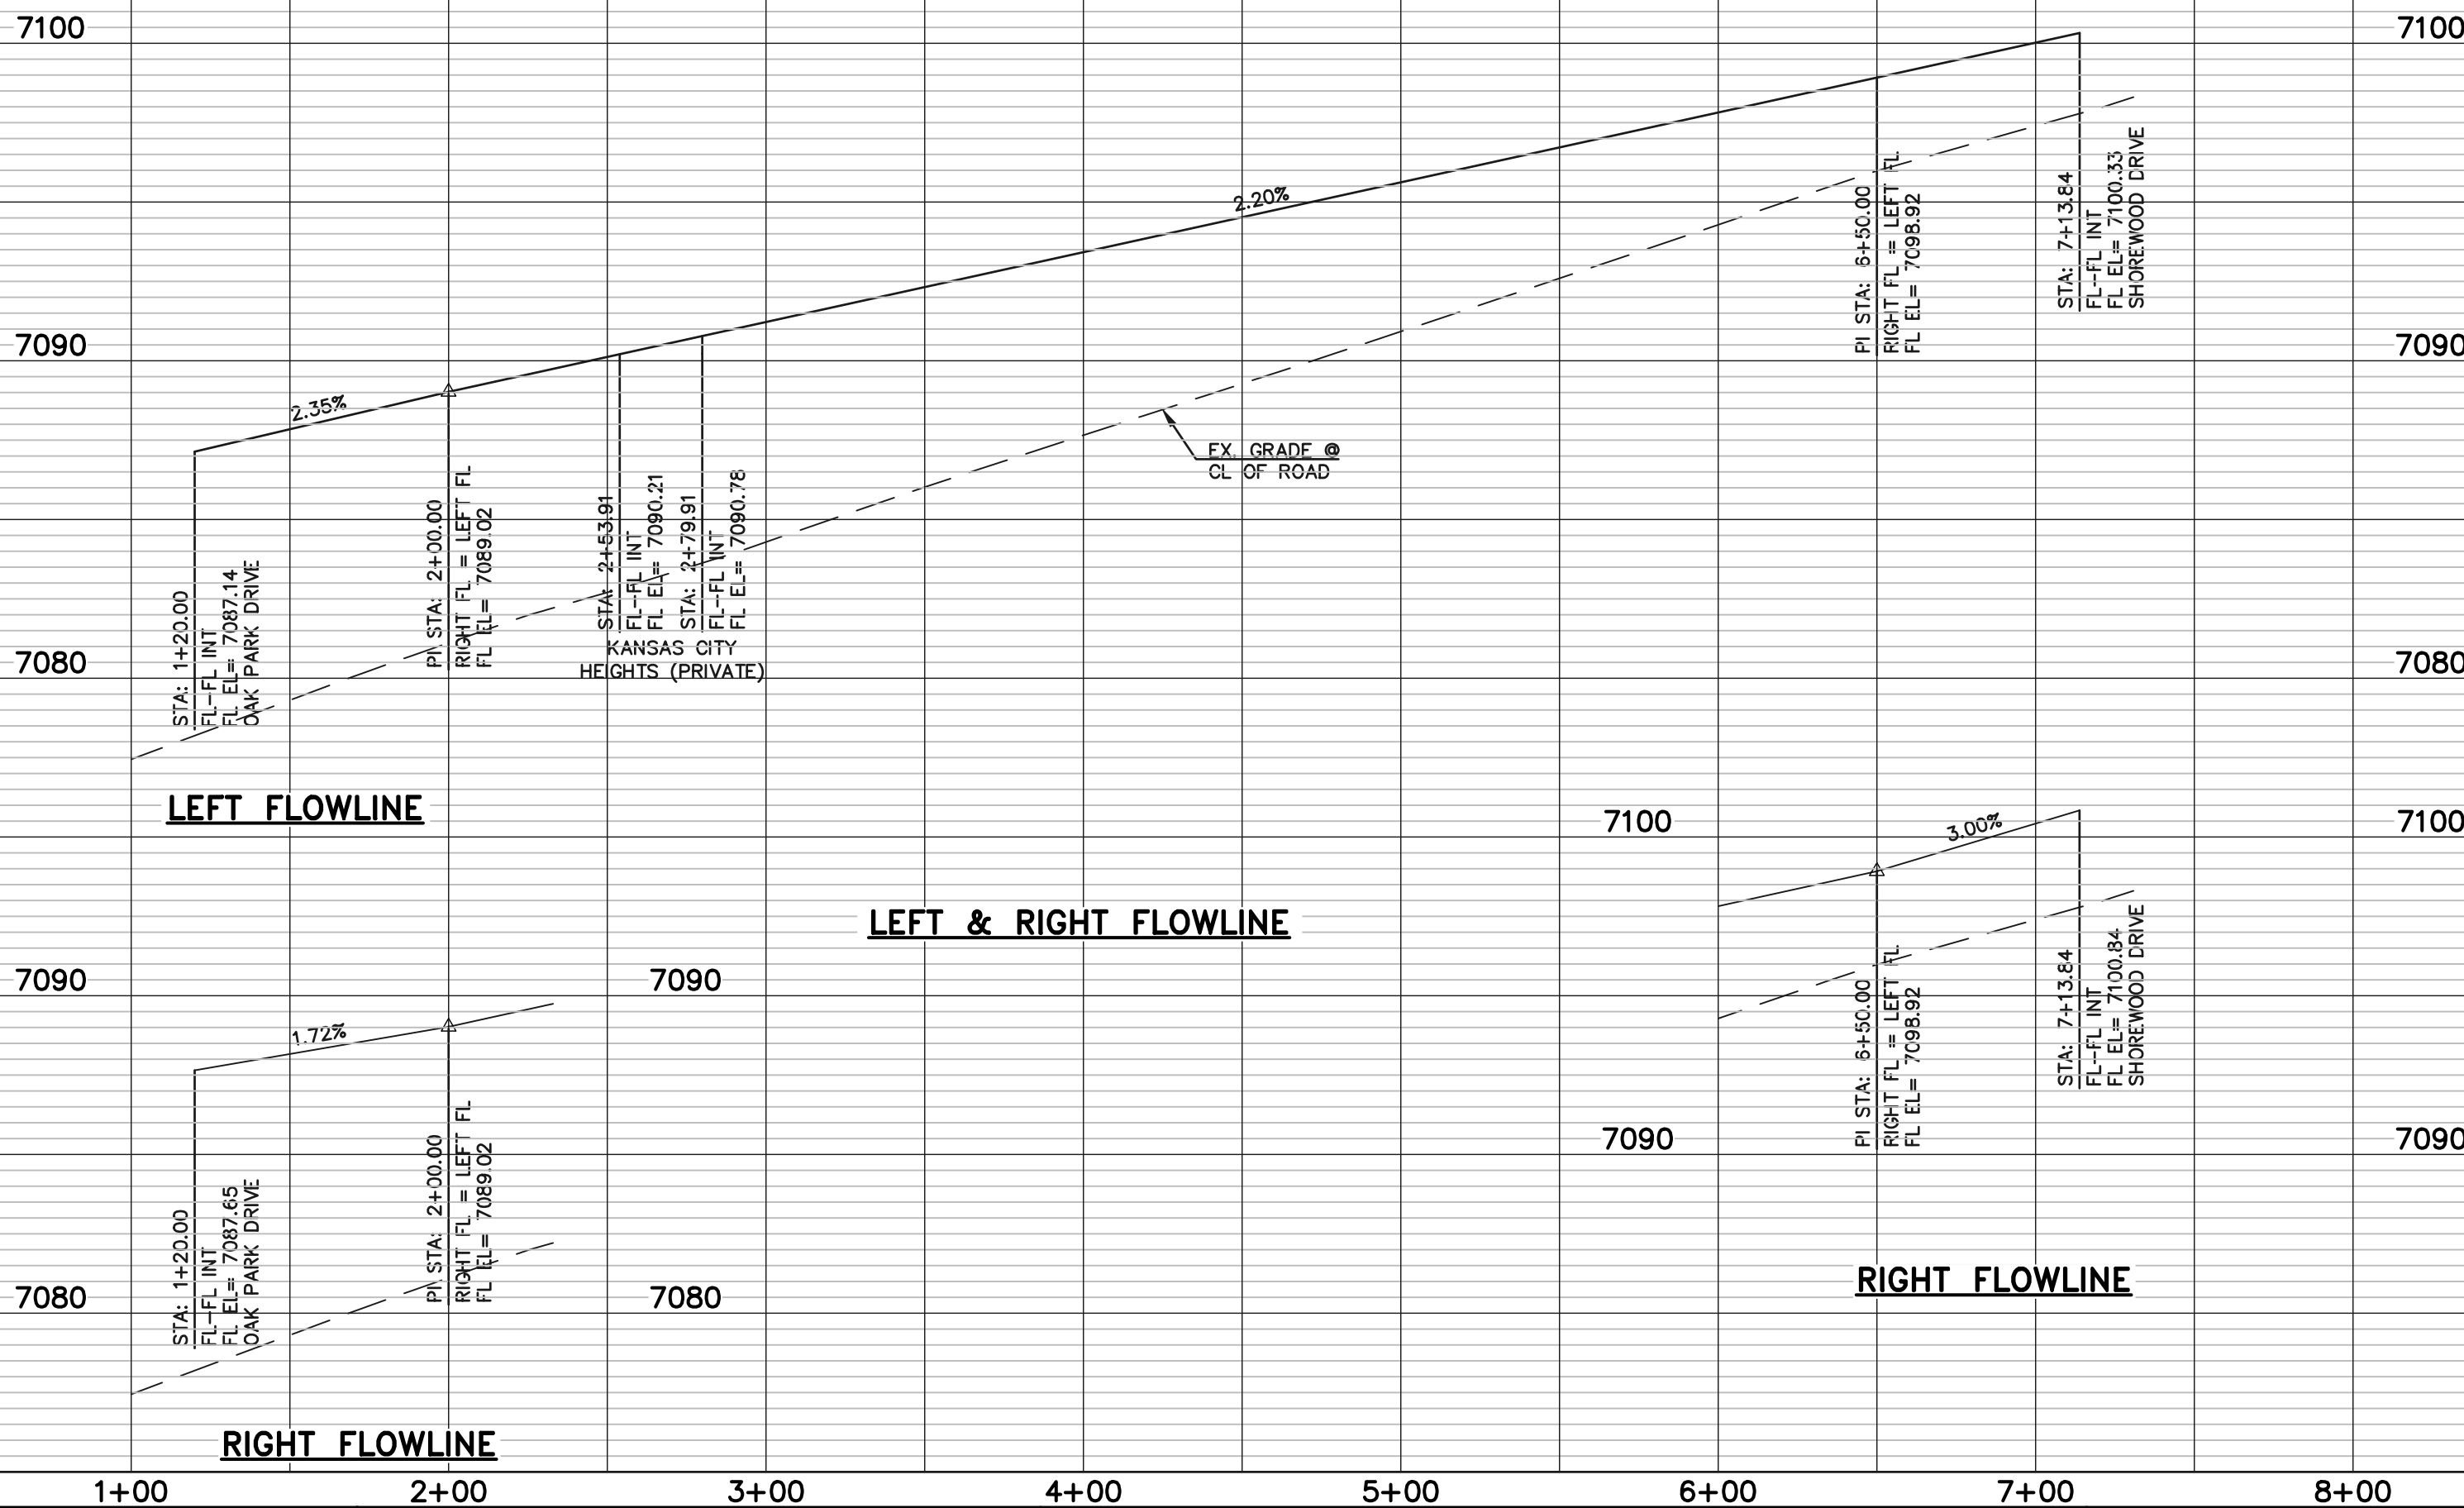 7100
7100
2.20%
PI STA: 6+50.00
RIGHT FL = LEFT FL
FL EL= 7098.92
STA: 7+13.84
FL-FL INT
FL EL= 7100.33
SHOREWOOD DRIVE
7090
7090
2.35%
EX. GRADE @
CL OF ROAD
STA: 1+20.00
FL-FL INT
FL EL= 7087.14
OAK PARK DRIVE
PI STA: 2+00.00
RIGHT FL = LEFT FL
FL EL= 7089.02
STA: 2+53.91
FL-FL INT
FL EL= 7090.21
STA: 2+79.91
FL-FL INT
FL EL= 7090.78
KANSAS CITY
HEIGHTS (PRIVATE)
7080
7080
LEFT FLOWLINE
7100
7100
3.00%
LEFT & RIGHT FLOWLINE
PI STA: 6+50.00
RIGHT FL = LEFT FL
FL EL= 7098.92
STA: 7+13.84
FL-FL INT
FL EL= 7100.84
SHOREWOOD DRIVE
7090
7090
1.72%
7090
7090
STA: 1+20.00
FL-FL INT
FL EL= 7087.65
OAK PARK DRIVE
PI STA: 2+00.00
RIGHT FL = LEFT FL
FL EL= 7089.02
7080
7080
RIGHT FLOWLINE
RIGHT FLOWLINE
1+00
2+00
3+00
4+00
5+00
6+00
7+00
8+00